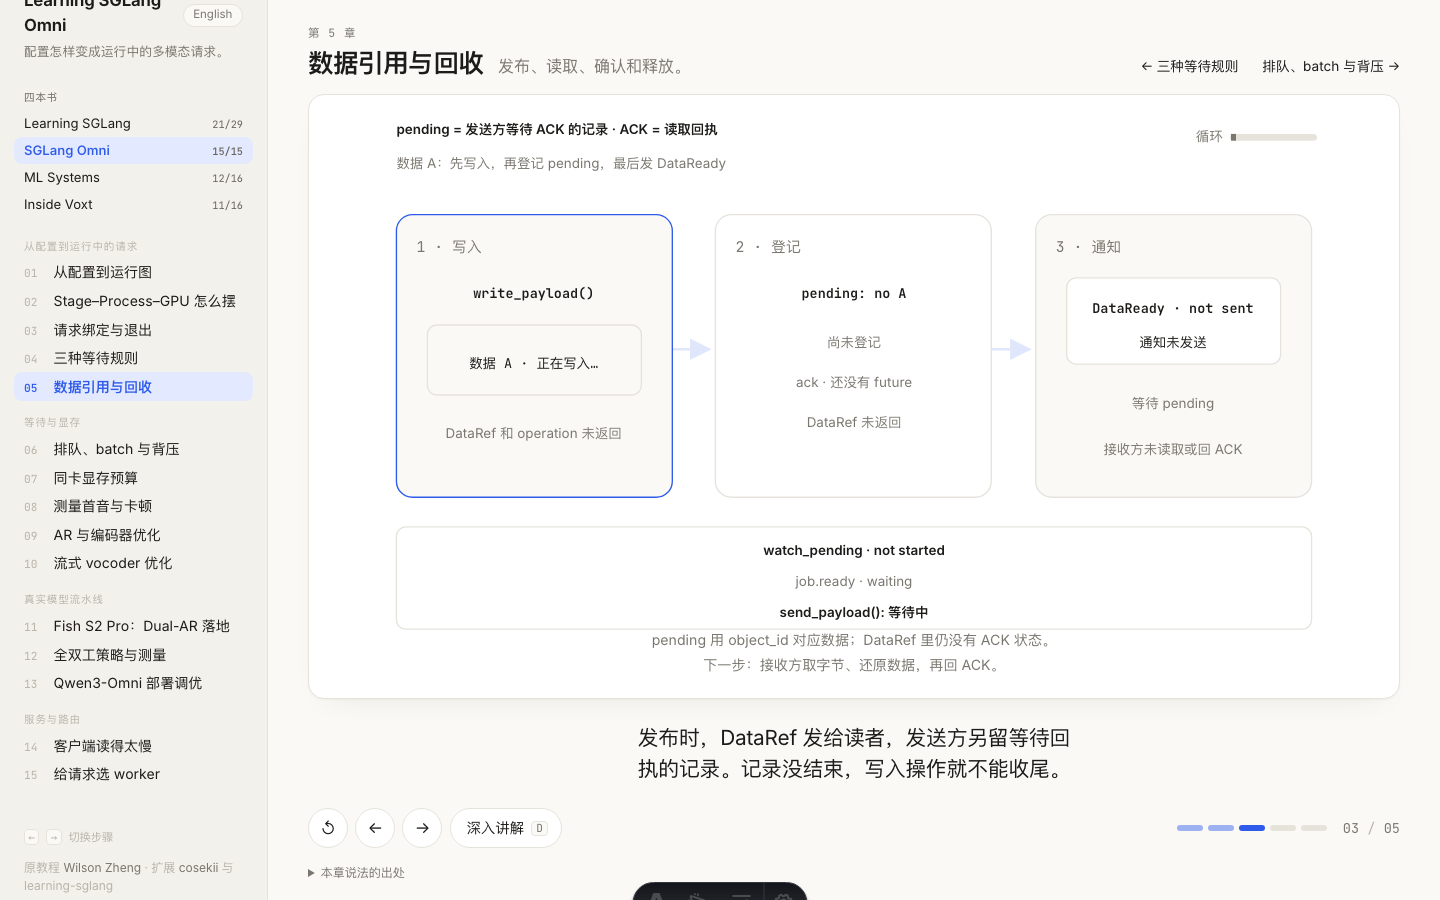 Learning SGLang
Omni
English
配置怎样变成运行中的多模态请求。
四本书
Learning SGLang 21/29
SGLang Omni 15/15
ML Systems 12/16
Inside Voxt 11/16
从配置到运行中的请求
01 从配置到运行图
02 Stage–Process–GPU 怎么摆
03 请求绑定与退出
04 三种等待规则
05 数据引用与回收
等待与显存
06 排队、batch 与背压
07 同卡显存预算
08 测量首音与卡顿
09 AR 与编码器优化
10 流式 vocoder 优化
真实模型流水线
11 Fish S2 Pro：Dual-AR 落地
12 全双工策略与测量
13 Qwen3-Omni 部署调优
服务与路由
14 客户端读得太慢
15 给请求选 worker
← → 切换步骤
原教程 Wilson Zheng · 扩展 cosekii 与
learning-sglang
第 5 章
数据引用与回收 发布、读取、确认和释放。
← 三种等待规则 排队、batch 与背压 →
pending = 发送方等待 ACK 的记录 · ACK = 读取回执
循环
数据 A：先写入，再登记 pending，最后发 DataReady
1 · 写入
write_payload()
数据 A · 正在写入…
DataRef 和 operation 未返回
2 · 登记
pending: no A
尚未登记
ack · 还没有 future
DataRef 未返回
3 · 通知
DataReady · not sent
通知未发送
等待 pending
接收方未读取或回 ACK
watch_pending · not started
job.ready · waiting
send_payload(): 等待中
pending 用 object_id 对应数据；DataRef 里仍没有 ACK 状态。
下一步：接收方取字节、还原数据，再回 ACK。
发布时，DataRef 发给读者，发送方另留等待回
执的记录。记录没结束，写入操作就不能收尾。
← → 深入讲解 D
03 / 05
▶ 本章说法的出处